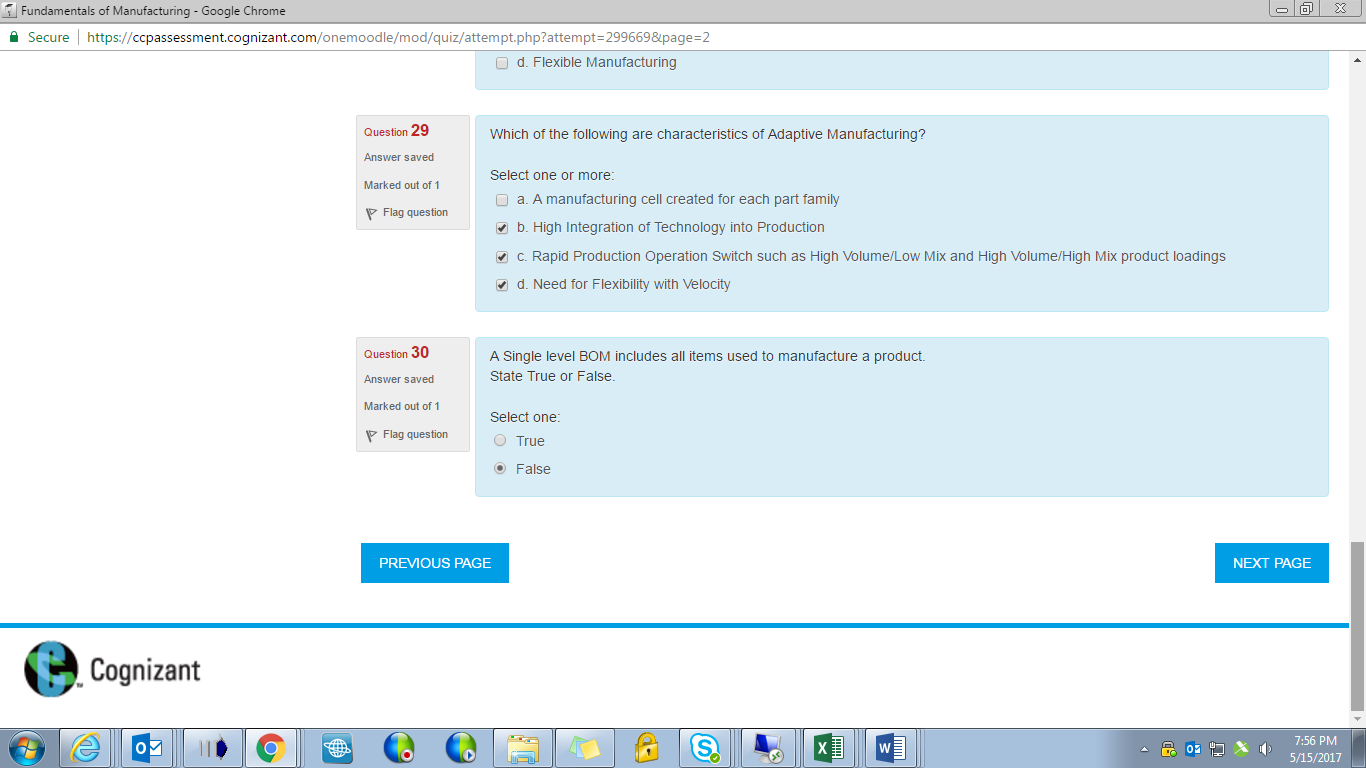 Fundamentals of Manufacturing - Google Chrome
Secure https://ccpassessment.cognizant.com/onemoodle/mod/quiz/attempt.php?attempt=299669&page=2
d. Flexible Manufacturing
Question 29
Answer saved
Marked out of 1
Flag question
Which of the following are characteristics of Adaptive Manufacturing?
Select one or more:
a. A manufacturing cell created for each part family
b. High Integration of Technology into Production
c. Rapid Production Operation Switch such as High Volume/Low Mix and High Volume/High Mix product loadings
d. Need for Flexibility with Velocity
Question 30
Answer saved
Marked out of 1
Flag question
A Single level BOM includes all items used to manufacture a product.
State True or False.
Select one:
True
False
PREVIOUS PAGE
NEXT PAGE
Cognizant
7:56 PM
5/15/2017